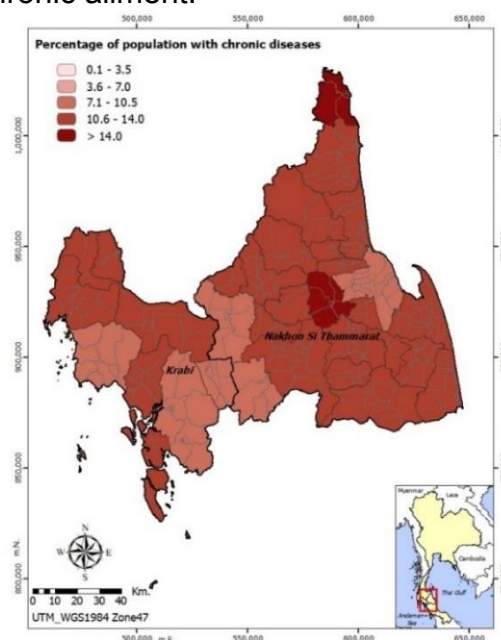 ronic ailment.
500,000
550,000
600,000
650,000
Percentage of population with chronic diseases
0.1 - 3.5
3.6 - 7.0
7.1 - 10.5
10.6 - 14.0
> 14.0
1,000,000
950,000
900,000
850,000
800,000 m.N.
Nakhon Si Thammarat
Krabi
N
W E
S
0 10 20 30 40 Km.
UTM_WGS1984 Zone47
Myanmar
Laos
Cambodia
The Gulf
Andaman
Sea
500,000
550,000
600,000
650,000